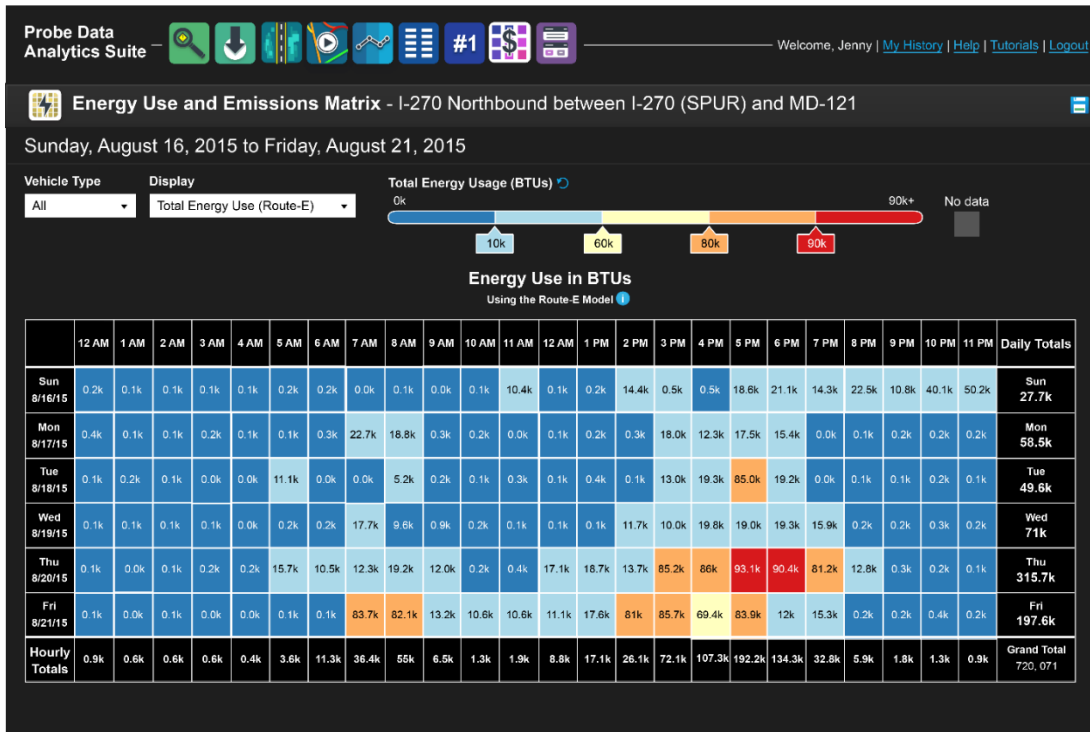 Probe Data
Analytics Suite
#1
$
Welcome, Jenny | My History | Help | Tutorials | Logout
Energy Use and Emissions Matrix - I-270 Northbound between I-270 (SPUR) and MD-121
Sunday, August 16, 2015 to Friday, August 21, 2015
Vehicle Type Display Total Energy Usage (BTUs)
All Total Energy Use (Route-E) 0k 90k+ No data
10k 60k 80k 90k
Energy Use in BTUs
Using the Route-E Model i
12 AM 1 AM 2 AM 3 AM 4 AM 5 AM 6 AM 7 AM 8 AM 9 AM 10 AM 11 AM 12 AM 1 PM 2 PM 3 PM 4 PM 5 PM 6 PM 7 PM 8 PM 9 PM 10 PM 11 PM Daily Totals
Sun 8/16/15 0.2k 0.1k 0.1k 0.1k 0.1k 0.2k 0.2k 0.0k 0.1k 0.0k 0.1k 10.4k 0.1k 0.2k 14.4k 0.5k 0.5k 18.6k 21.1k 14.3k 22.5k 10.8k 40.1k 50.2k Sun 27.7k
Mon 8/17/15 0.4k 0.1k 0.1k 0.2k 0.1k 0.1k 0.3k 22.7k 18.8k 0.3k 0.2k 0.0k 0.1k 0.2k 0.3k 18.0k 12.3k 17.5k 15.4k 0.0k 0.1k 0.2k 0.2k 0.2k Mon 58.5k
Tue 8/18/15 0.1k 0.2k 0.1k 0.0k 0.0k 11.1k 0.0k 0.0k 5.2k 0.2k 0.1k 0.3k 0.1k 0.4k 0.1k 13.0k 19.3k 85.0k 19.2k 0.0k 0.1k 0.1k 0.2k 0.1k Tue 49.6k
Wed 8/19/15 0.1k 0.1k 0.1k 0.1k 0.0k 0.2k 0.2k 17.7k 9.6k 0.9k 0.2k 0.1k 0.1k 0.1k 11.7k 10.0k 19.8k 19.0k 19.3k 15.9k 0.2k 0.2k 0.3k 0.2k Wed 71k
Thu 8/20/15 0.1k 0.0k 0.1k 0.2k 0.2k 15.7k 10.5k 12.3k 19.2k 12.0k 0.2k 0.4k 17.1k 18.7k 13.7k 85.2k 86k 93.1k 90.4k 81.2k 12.8k 0.3k 0.2k 0.1k Thu 315.7k
Fri 8/21/15 0.1k 0.0k 0.1k 0.0k 0.0k 0.1k 0.1k 83.7k 82.1k 13.2k 10.6k 10.6k 11.1k 17.6k 81k 85.7k 69.4k 83.9k 12k 15.3k 0.2k 0.2k 0.4k 0.2k Fri 197.6k
Hourly Totals 0.9k 0.6k 0.6k 0.6k 0.4k 3.6k 11.3k 36.4k 55k 6.5k 1.3k 1.9k 8.8k 17.1k 26.1k 72.1k 107.3k 192.2k 134.3k 32.8k 5.9k 1.8k 1.3k 0.9k Grand Total 720, 071